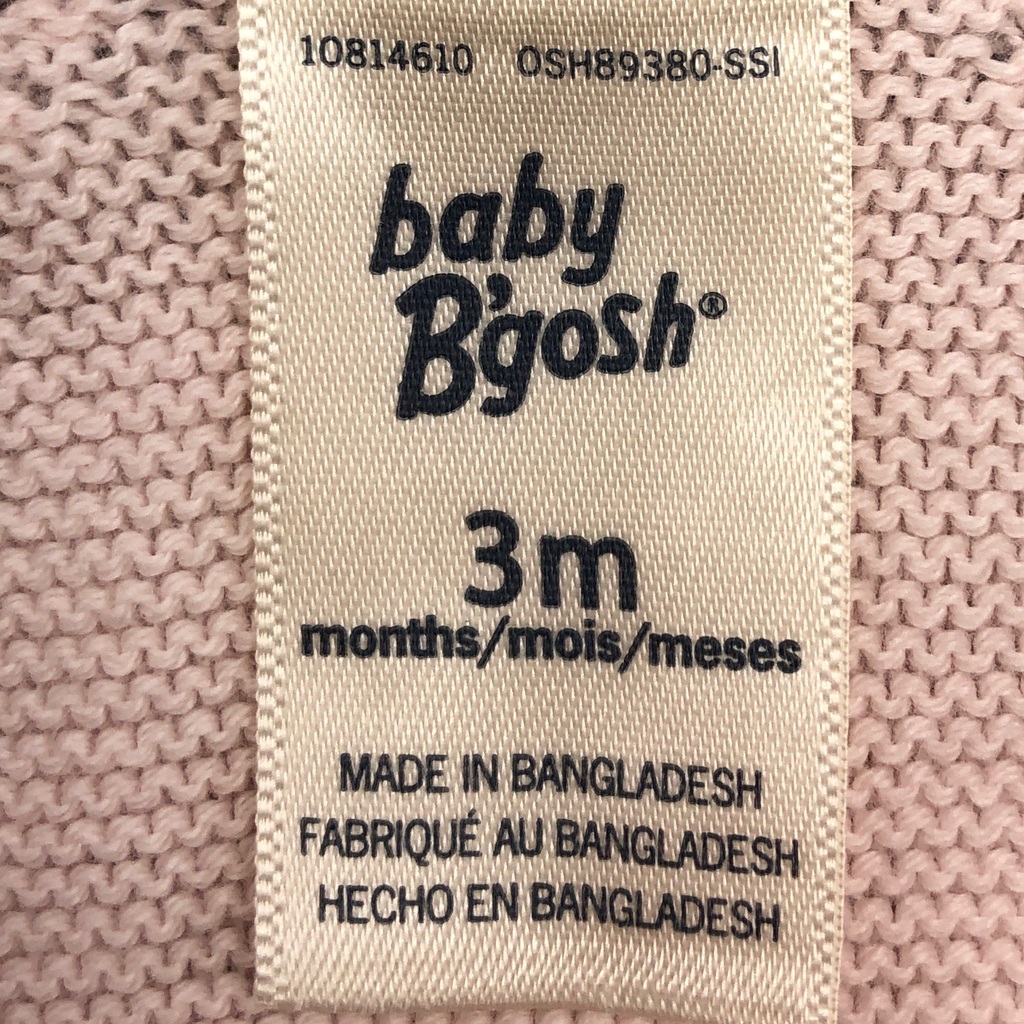 10814610 OSH89380-SSI
baby
B'gosh®
3m
months/mois/meses
MADE IN BANGLADESH
FABRIQUÉ AU BANGLADESH
HECHO EN BANGLADESH